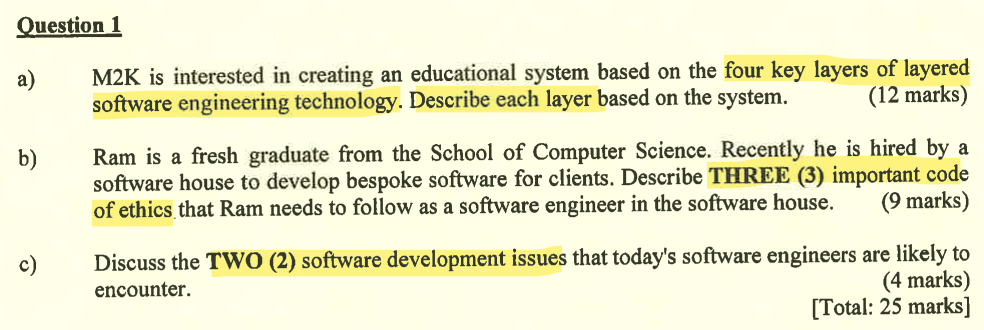 Question 1
a) M2K is interested in creating an educational system based on the four key layers of layered
software engineering technology. Describe each layer based on the system. (12 marks)
b) Ram is a fresh graduate from the School of Computer Science. Recently he is hired by a
software house to develop bespoke software for clients. Describe THREE (3) important code
of ethics that Ram needs to follow as a software engineer in the software house. (9 marks)
c) Discuss the TWO (2) software development issues that today's software engineers are likely to
encounter. (4 marks)
[Total: 25 marks]